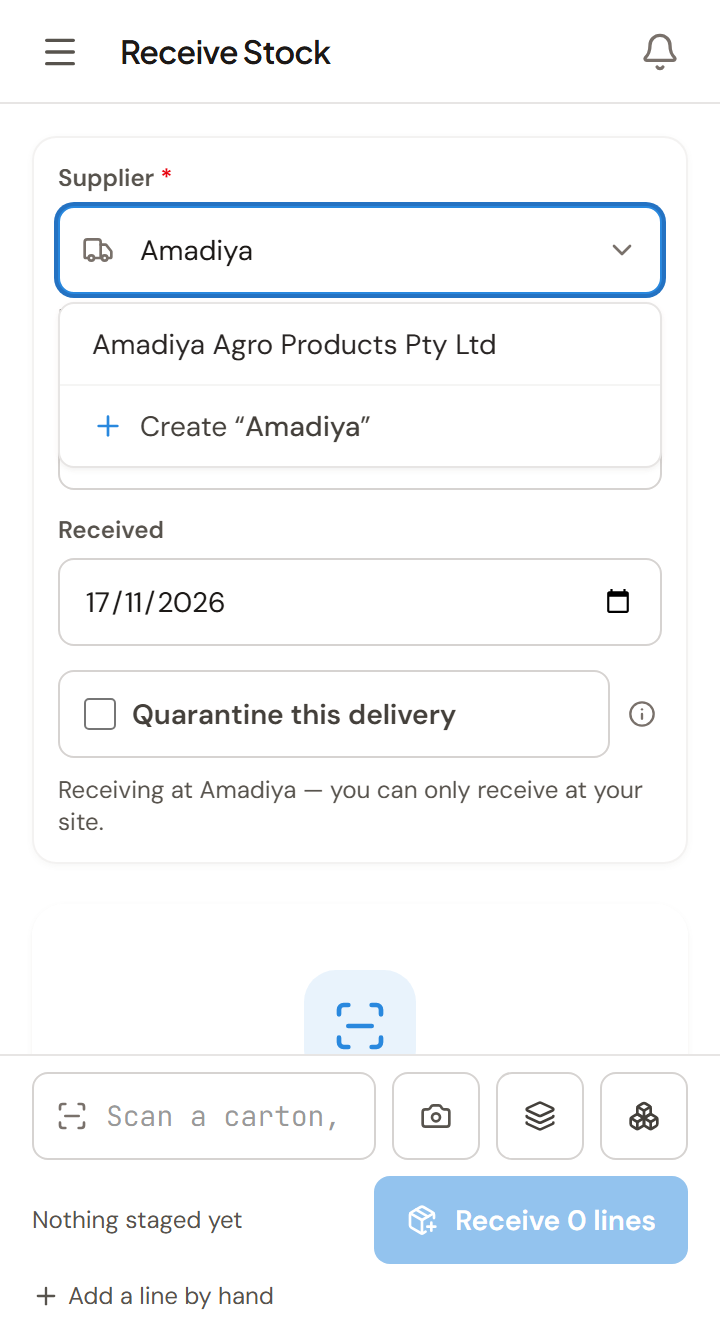 Receive Stock
Supplier *
Amadiya
Amadiya Agro Products Pty Ltd
Create “Amadiya”
Received
17/11/2026
Quarantine this delivery
Receiving at Amadiya — you can only receive at your
site.
Scan a carton,
Nothing staged yet
Receive 0 lines
Add a line by hand